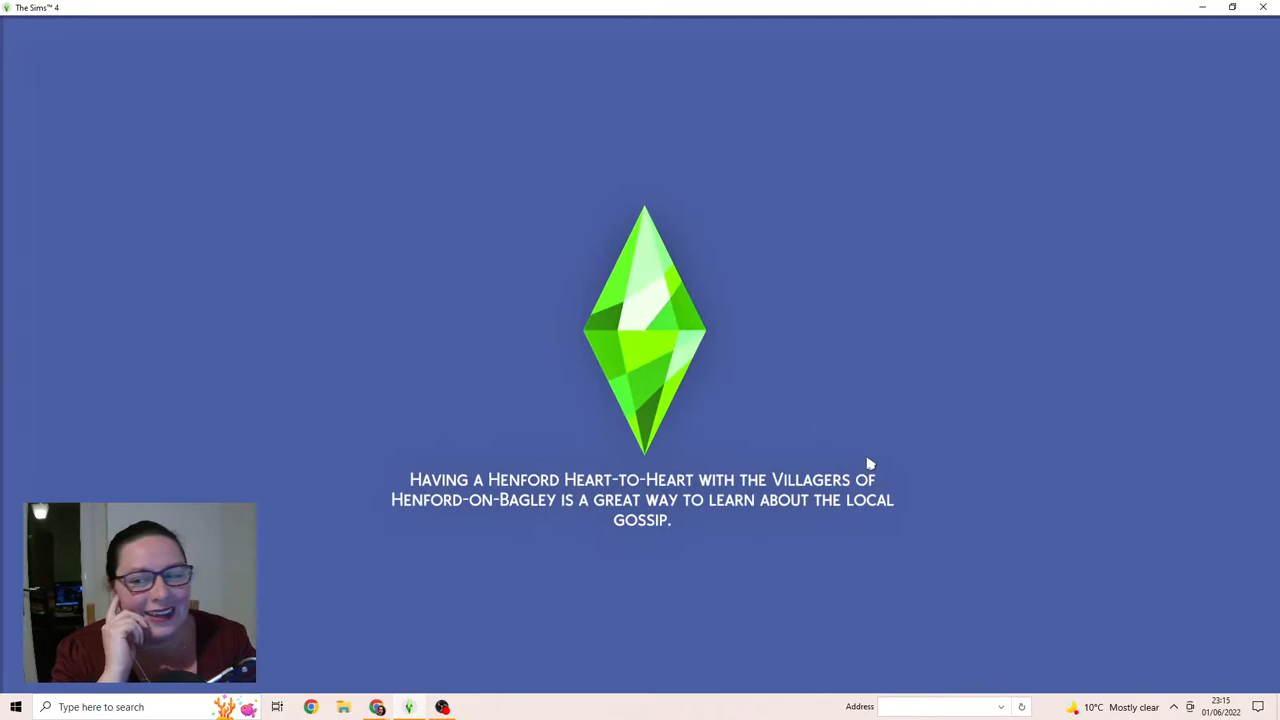 The Sims™ 4
Having a Henford Heart-to-Heart with the Villagers of
Henford-on-Bagley is a great way to learn about the local
gossip.
Type here to search
Address
10°C Mostly clear
23:15
01/06/2022